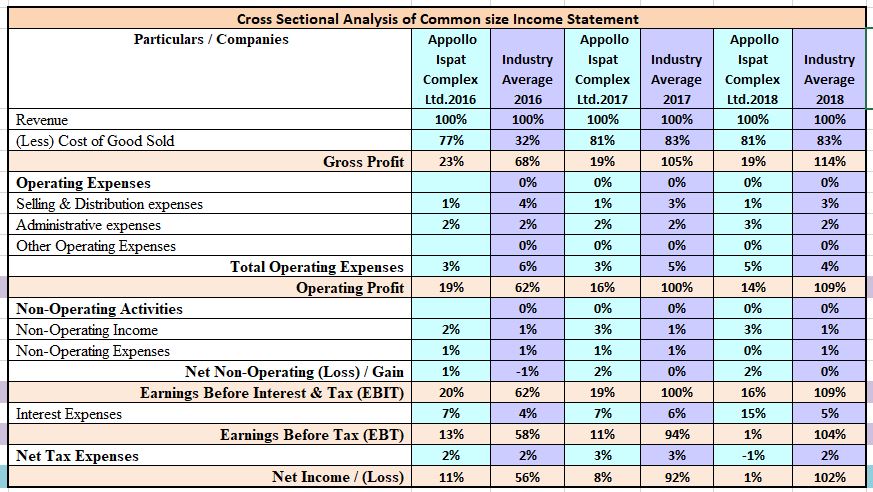 Cross Sectional Analysis of Common size Income Statement
Particulars / Companies Appollo Ispat Complex Ltd.2016 Industry Average 2016 Appollo Ispat Complex Ltd.2017 Industry Average 2017 Appollo Ispat Complex Ltd.2018 Industry Average 2018
Revenue 100% 100% 100% 100% 100% 100%
(Less) Cost of Good Sold 77% 32% 81% 83% 81% 83%
Gross Profit 23% 68% 19% 105% 19% 114%
Operating Expenses 0% 0% 0% 0% 0%
Selling & Distribution expenses 1% 4% 1% 3% 1% 3%
Administrative expenses 2% 2% 2% 2% 3% 2%
Other Operating Expenses 0% 0% 0% 0% 0%
Total Operating Expenses 3% 6% 3% 5% 5% 4%
Operating Profit 19% 62% 16% 100% 14% 109%
Non-Operating Activities 0% 0% 0% 0% 0%
Non-Operating Income 2% 1% 3% 1% 3% 1%
Non-Operating Expenses 1% 1% 1% 1% 0% 1%
Net Non-Operating (Loss) / Gain 1% -1% 2% 0% 2% 0%
Earnings Before Interest & Tax (EBIT) 20% 62% 19% 100% 16% 109%
Interest Expenses 7% 4% 7% 6% 15% 5%
Earnings Before Tax (EBT) 13% 58% 11% 94% 1% 104%
Net Tax Expenses 2% 2% 3% 3% -1% 2%
Net Income / (Loss) 11% 56% 8% 92% 1% 102%